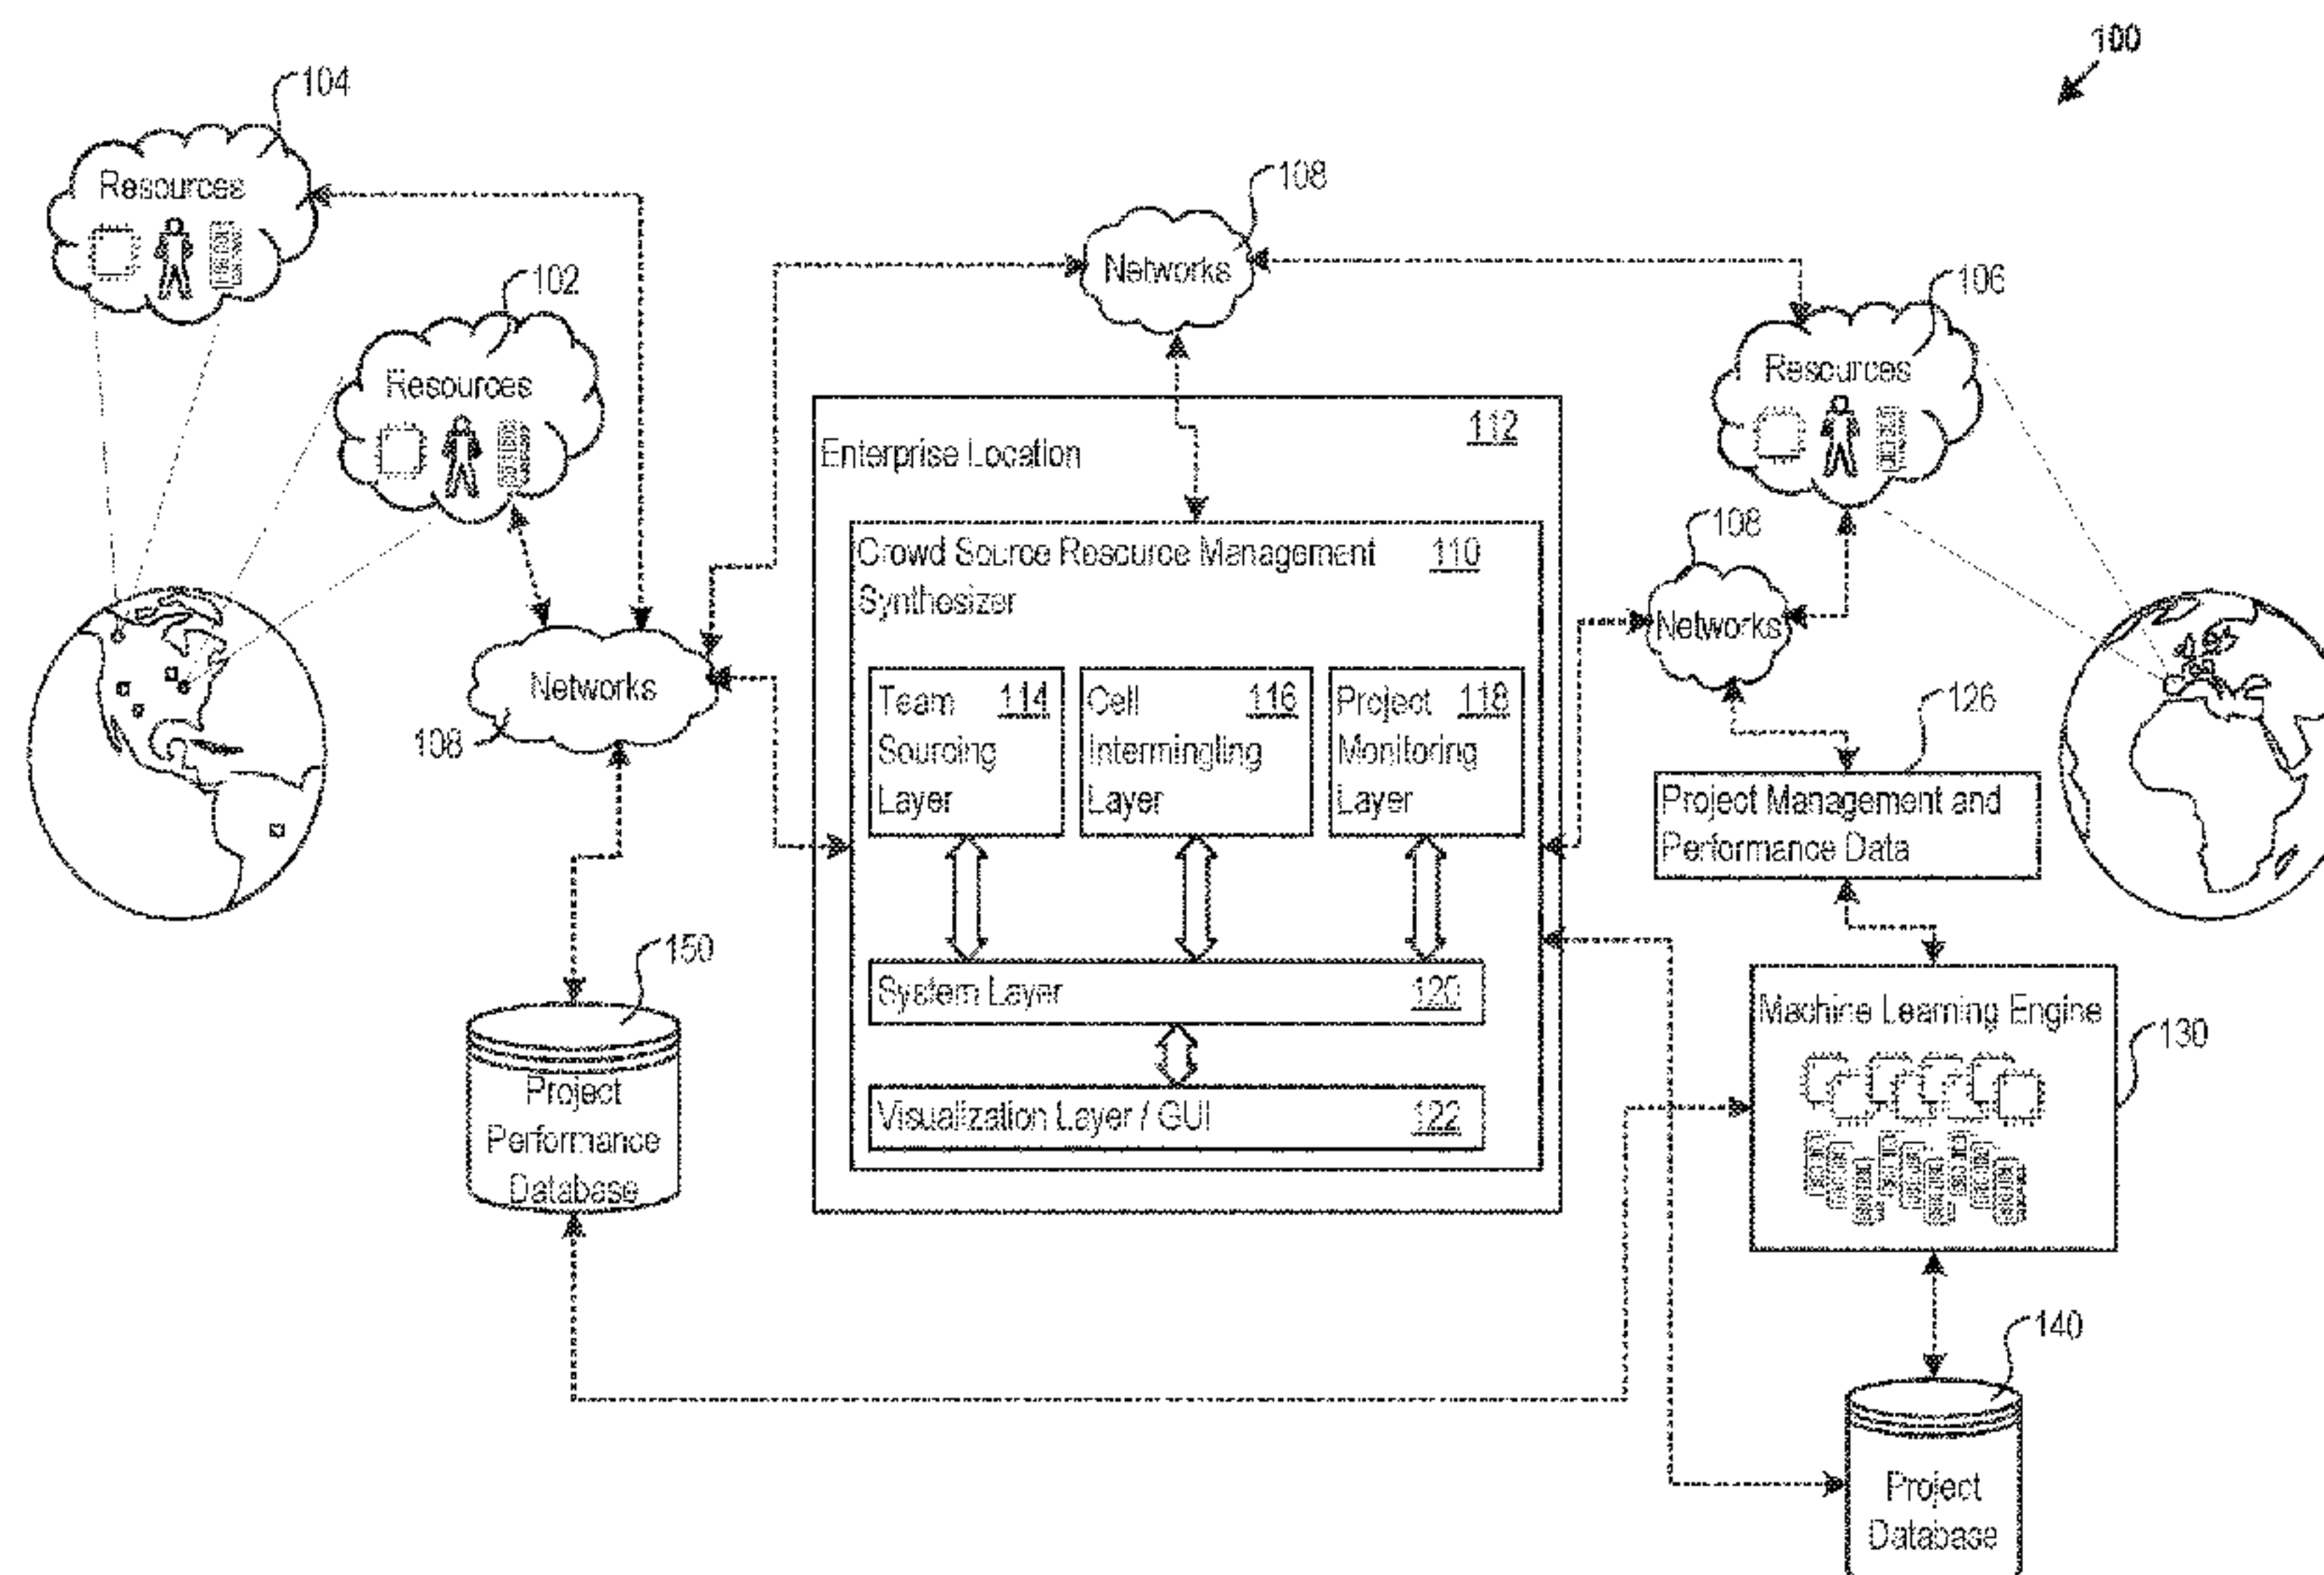 100
104
Resources
108
Networks
102
Resources
106
Resources
112
Enterprise Location
108
Networks
Crowd Source Resource Management 110
Synthesizer
Networks
108
Team 114
Sourcing
Layer
Cell 116
Intermingling
Layer
Project 118
Monitoring
Layer
126
Project Management and
Performance Data
150
Project
Performance
Database
System Layer 120
Visualization Layer / GUI 122
Machine Learning Engine
130
140
Project
Database